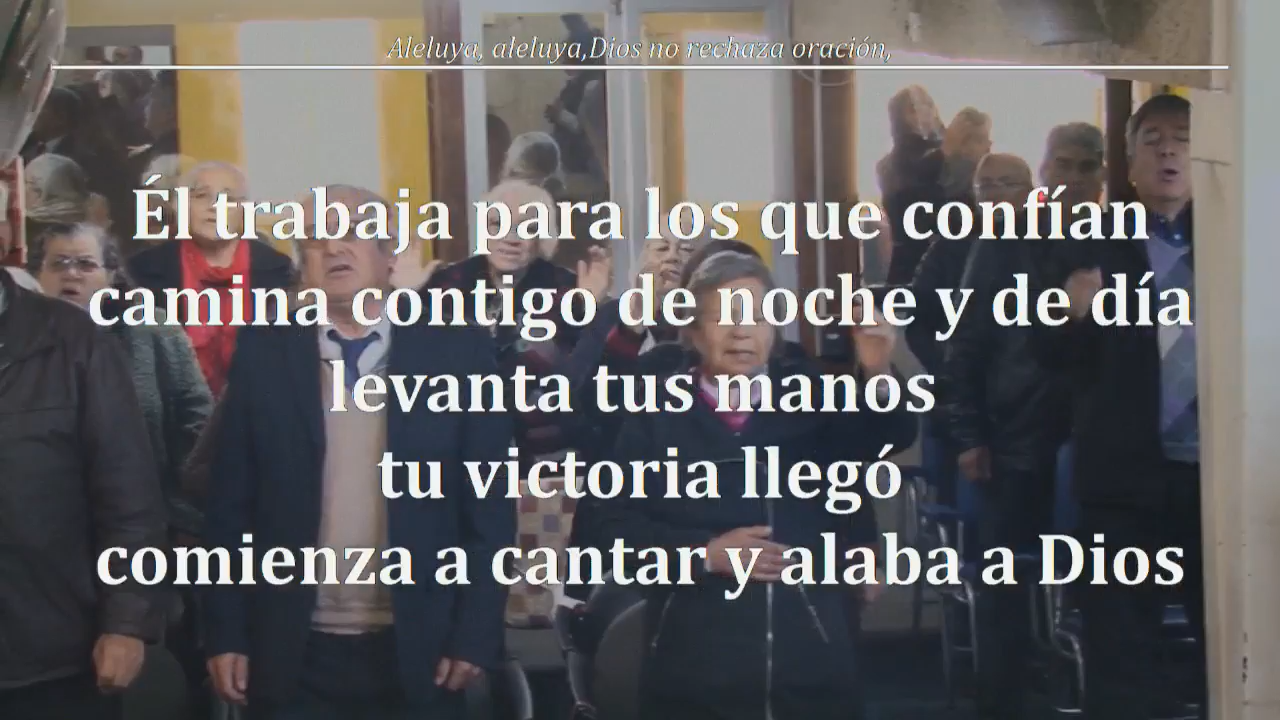 Aleluya, aleluya,Dios no rechaza oración,
Él trabaja para los que confían
camina contigo de noche y de día
levanta tus manos
tu victoria llegó
comienza a cantar y alaba a Dios